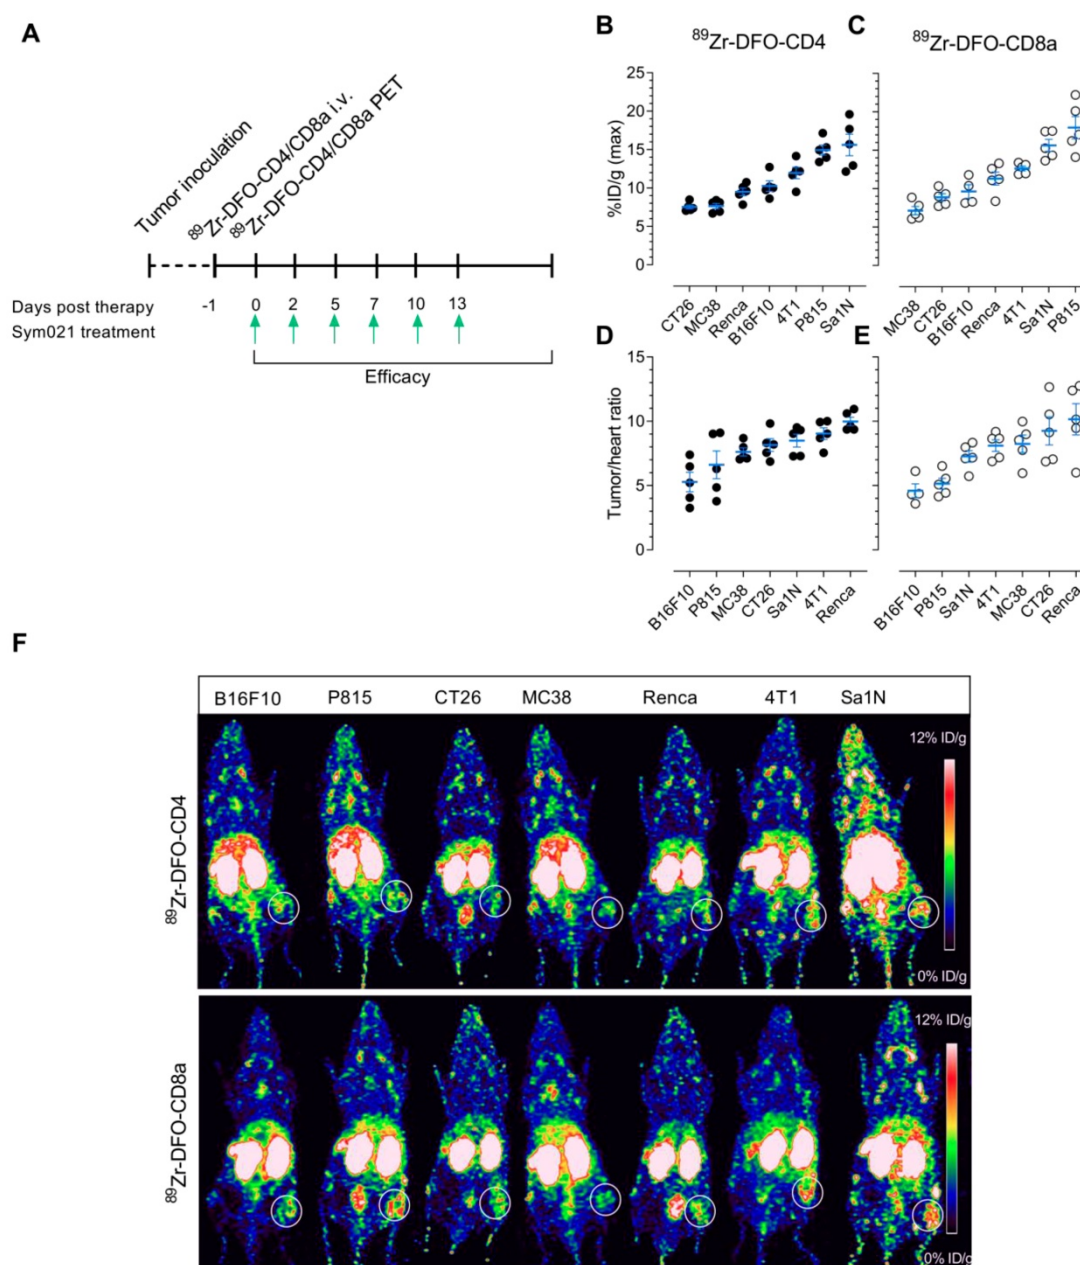 A
Tumor inoculation
⁸⁹Zr-DFO-CD4/CD8a i.v.
⁸⁹Zr-DFO-CD4/CD8a PET
Days post therapy -1 0 2 5 7 10 13
Sym021 treatment
Efficacy
B
⁸⁹Zr-DFO-CD4
%ID/g (max)
25
20
15
10
5
0
CT26 MC38 Renca B16F10 4T1 P815 Sa1N
C
⁸⁹Zr-DFO-CD8a
MC38 CT26 B16F10 Renca 4T1 Sa1N P815
D
Tumor/heart ratio
15
10
5
0
B16F10 P815 MC38 CT26 Sa1N 4T1 Renca
E
B16F10 P815 Sa1N 4T1 MC38 CT26 Renca
F
B16F10 P815 CT26 MC38 Renca 4T1 Sa1N
⁸⁹Zr-DFO-CD4
12% ID/g
0% ID/g
⁸⁹Zr-DFO-CD8a
12% ID/g
0% ID/g